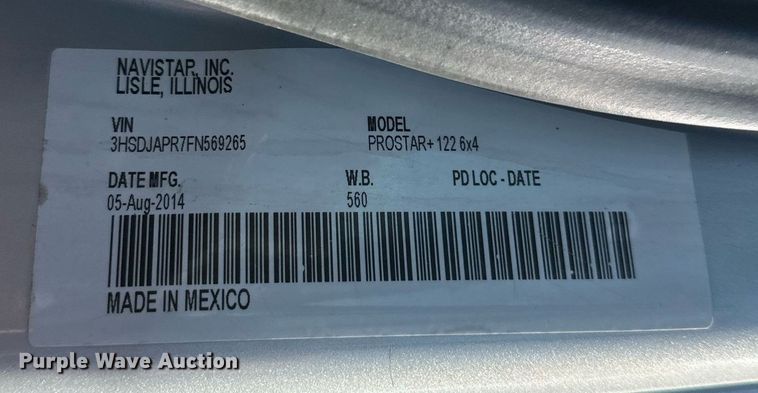 NAVISTAR, INC.
LISLE, ILLINOIS
VIN MODEL
3HSDJAPR7FN569265 PROSTAR+ 122 6x4
DATE MFG. W.B. PD LOC - DATE
05-Aug-2014 560
MADE IN MEXICO
Purple Wave Auction